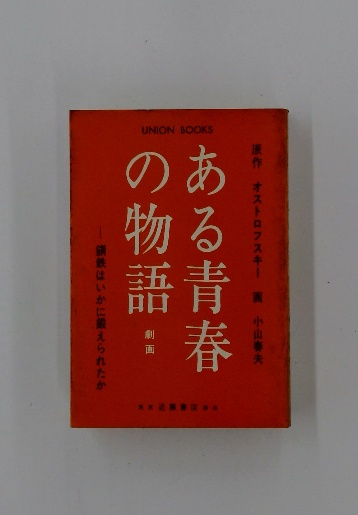 UNION BOOKS
原作 オストロフスキー 画 小山春夫
ある青春
の物語
劇画
—鋼鉄はいかに鍛えられたか